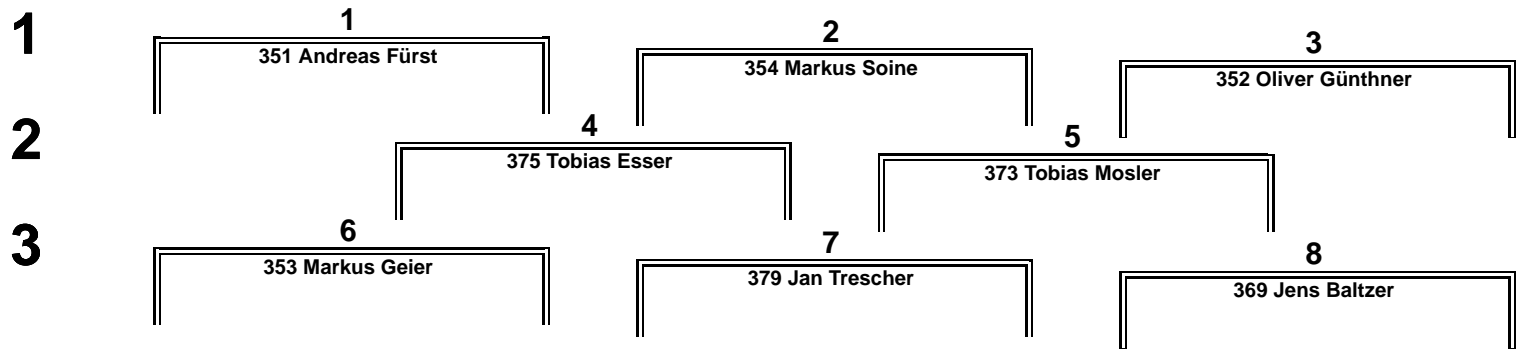 1
1
351 Andreas Fürst
2
354 Markus Soine
3
352 Oliver Günthner
2
4
375 Tobias Esser
5
373 Tobias Mosler
3
6
353 Markus Geier
7
379 Jan Trescher
8
369 Jens Baltzer